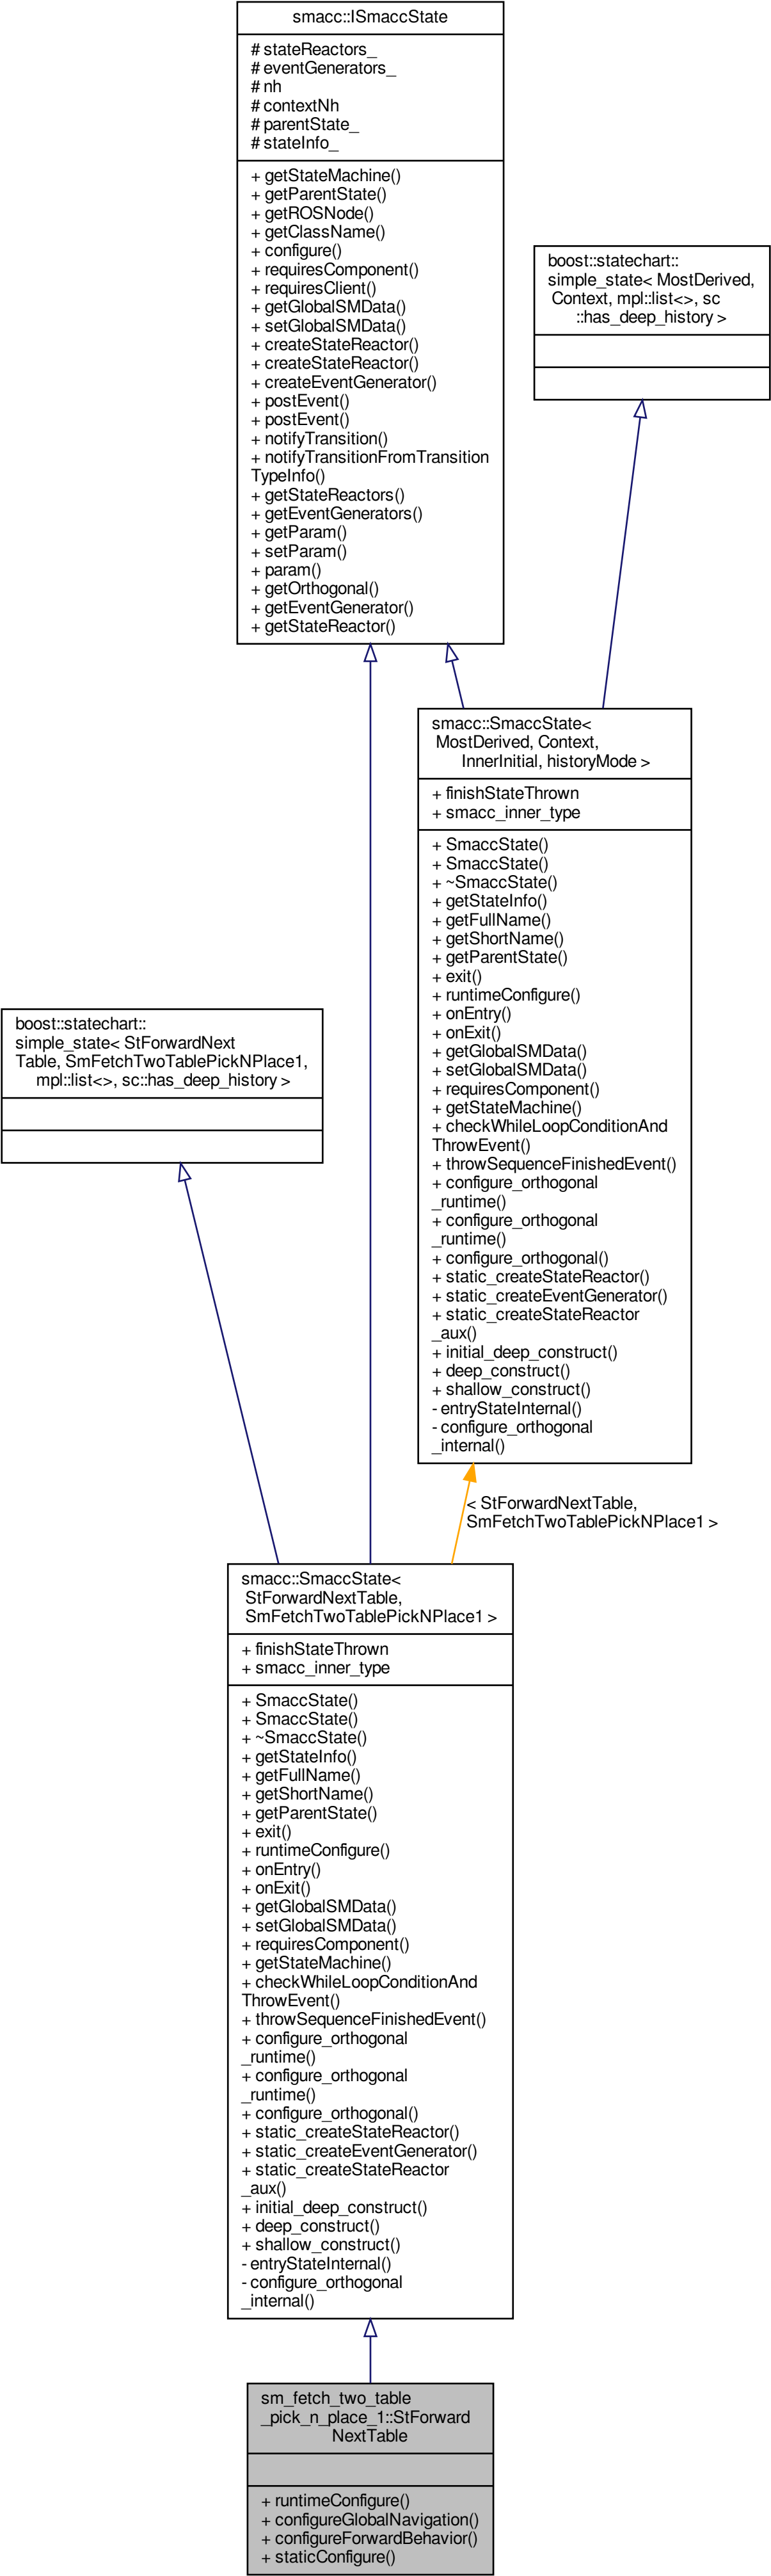 smacc::ISmaccState
# stateReactors_
# eventGenerators_
# nh
# contextNh
# parentState_
# stateInfo_
+ getStateMachine()
+ getParentState()
+ getROSNode()
+ getClassName()
+ configure()
+ requiresComponent()
+ requiresClient()
+ getGlobalSMData()
+ setGlobalSMData()
+ createStateReactor()
+ createStateReactor()
+ createEventGenerator()
+ postEvent()
+ postEvent()
+ notifyTransition()
+ notifyTransitionFromTransition
TypeInfo()
+ getStateReactors()
+ getEventGenerators()
+ getParam()
+ setParam()
+ param()
+ getOrthogonal()
+ getEventGenerator()
+ getStateReactor()
boost::statechart::
simple_state< MostDerived,
Context, mpl::list<>, sc
::has_deep_history >
smacc::SmaccState<
MostDerived, Context,
InnerInitial, historyMode >
+ finishStateThrown
+ smacc_inner_type
+ SmaccState()
+ SmaccState()
+ ~SmaccState()
+ getStateInfo()
+ getFullName()
+ getShortName()
+ getParentState()
+ exit()
+ runtimeConfigure()
+ onEntry()
+ onExit()
+ getGlobalSMData()
+ setGlobalSMData()
+ requiresComponent()
+ getStateMachine()
+ checkWhileLoopConditionAnd
ThrowEvent()
+ throwSequenceFinishedEvent()
+ configure_orthogonal
_runtime()
+ configure_orthogonal
_runtime()
+ configure_orthogonal()
+ static_createStateReactor()
+ static_createEventGenerator()
+ static_createStateReactor
_aux()
+ initial_deep_construct()
+ deep_construct()
+ shallow_construct()
- entryStateInternal()
- configure_orthogonal
_internal()
boost::statechart::
simple_state< StForwardNext
Table, SmFetchTwoTablePickNPlace1,
mpl::list<>, sc::has_deep_history >
< StForwardNextTable,
SmFetchTwoTablePickNPlace1 >
smacc::SmaccState<
StForwardNextTable,
SmFetchTwoTablePickNPlace1 >
+ finishStateThrown
+ smacc_inner_type
+ SmaccState()
+ SmaccState()
+ ~SmaccState()
+ getStateInfo()
+ getFullName()
+ getShortName()
+ getParentState()
+ exit()
+ runtimeConfigure()
+ onEntry()
+ onExit()
+ getGlobalSMData()
+ setGlobalSMData()
+ requiresComponent()
+ getStateMachine()
+ checkWhileLoopConditionAnd
ThrowEvent()
+ throwSequenceFinishedEvent()
+ configure_orthogonal
_runtime()
+ configure_orthogonal
_runtime()
+ configure_orthogonal()
+ static_createStateReactor()
+ static_createEventGenerator()
+ static_createStateReactor
_aux()
+ initial_deep_construct()
+ deep_construct()
+ shallow_construct()
- entryStateInternal()
- configure_orthogonal
_internal()
sm_fetch_two_table
_pick_n_place_1::StForward
NextTable
+ runtimeConfigure()
+ configureGlobalNavigation()
+ configureForwardBehavior()
+ staticConfigure()